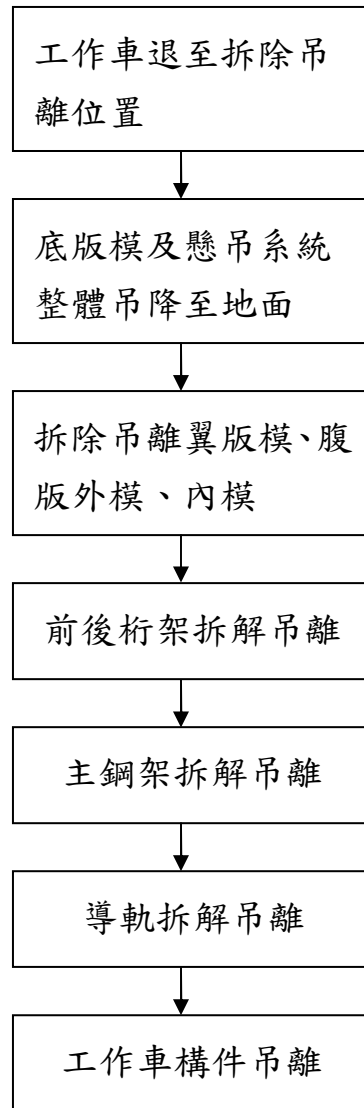 工作車退至拆除吊
離位置
底版模及懸吊系統
整體吊降至地面
拆除吊離翼版模、腹
版外模、內模
前後桁架拆解吊離
主鋼架拆解吊離
導軌拆解吊離
工作車構件吊離